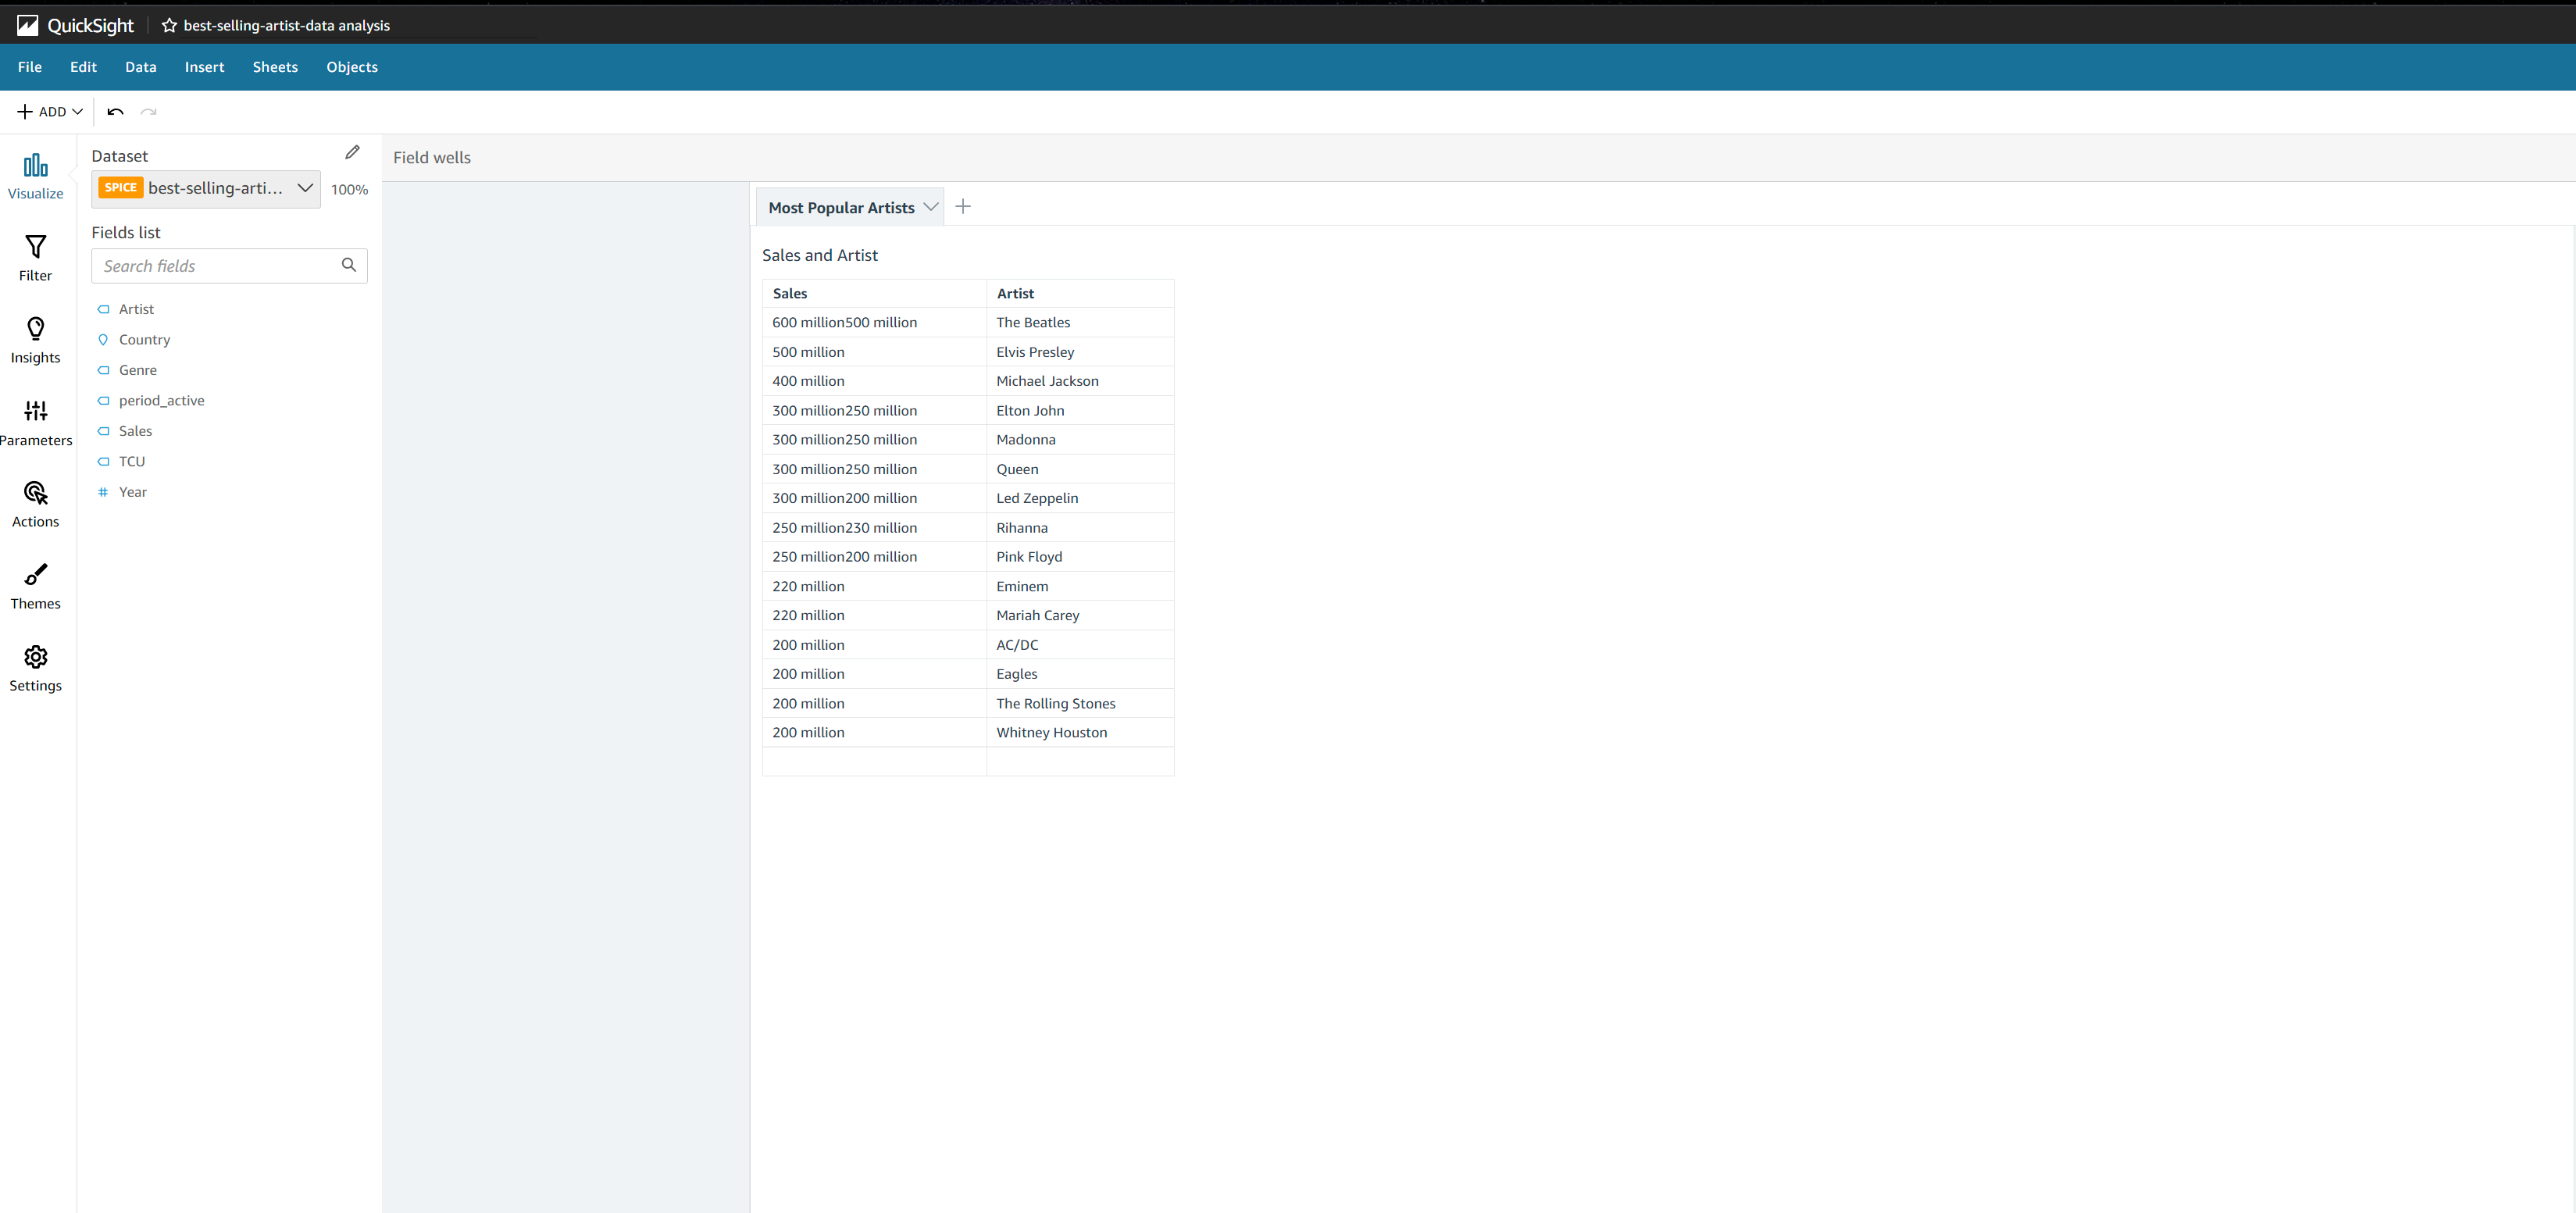 QuickSight best-selling-artist-data analysis
File Edit Data Insert Sheets Objects
ADD
Visualize
Filter
Insights
Parameters
Actions
Themes
Settings
Dataset
SPICE best-selling-arti... 100%
Fields list
Search fields
Artist
Country
Genre
period_active
Sales
TCU
Year
Field wells
Most Popular Artists
Sales and Artist
Sales Artist
600 million500 million The Beatles
500 million Elvis Presley
400 million Michael Jackson
300 million250 million Elton John
300 million250 million Madonna
300 million250 million Queen
300 million200 million Led Zeppelin
250 million230 million Rihanna
250 million200 million Pink Floyd
220 million Eminem
220 million Mariah Carey
200 million AC/DC
200 million Eagles
200 million The Rolling Stones
200 million Whitney Houston